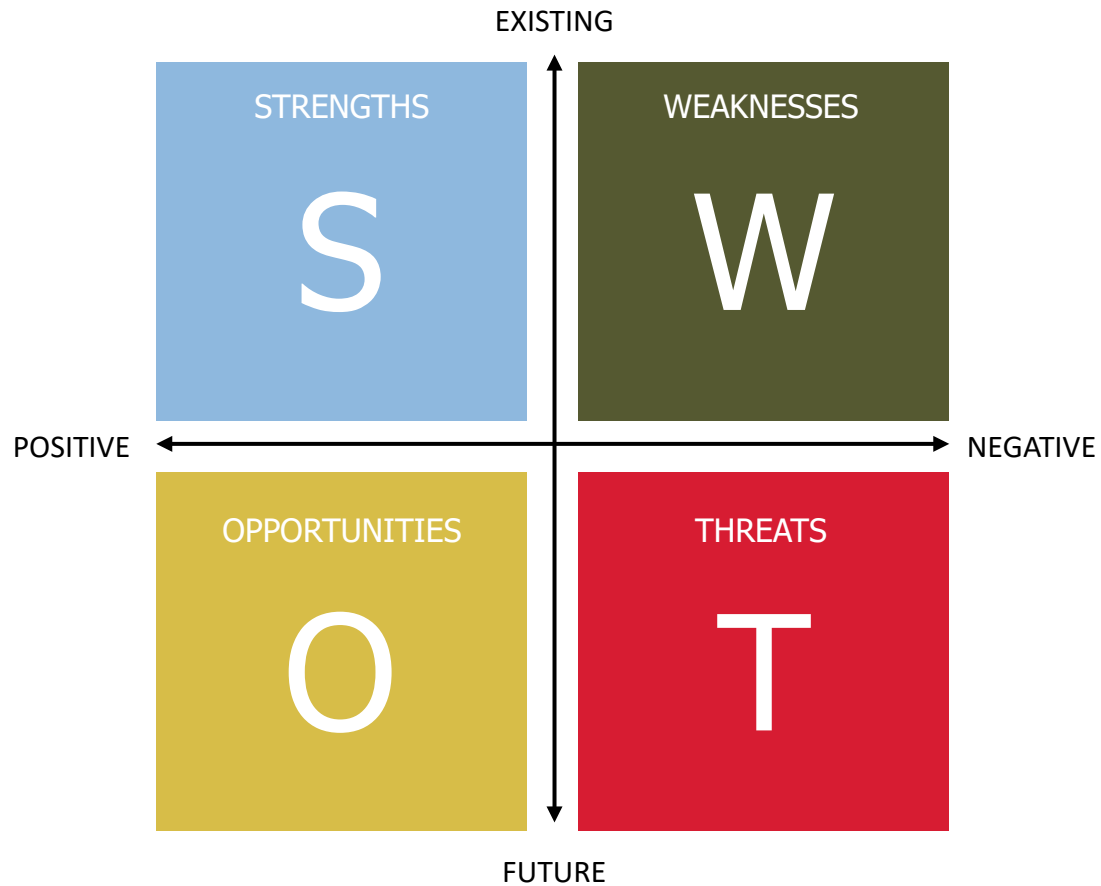 EXISTING
STRENGTHS
WEAKNESSES
S
W
POSITIVE
NEGATIVE
OPPORTUNITIES
THREATS
O
T
FUTURE